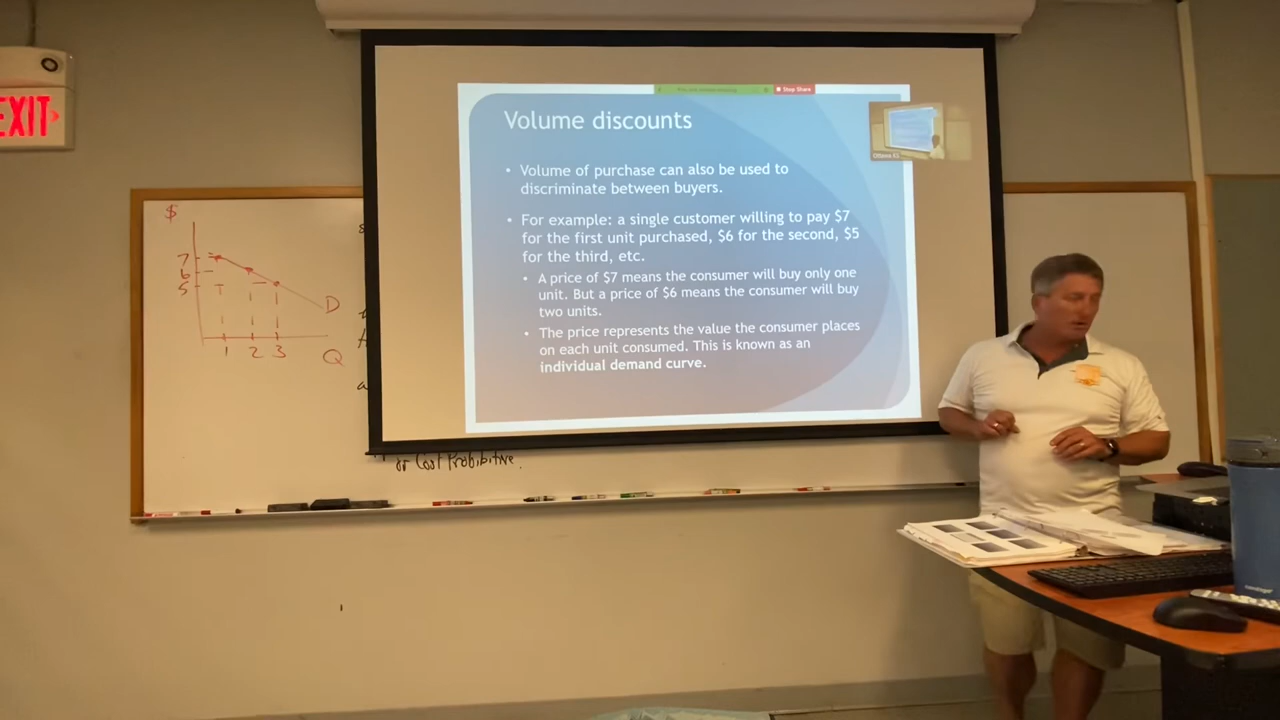 EXIT
$
7
6
5
D
1 2 3
Q
Stop Share
Volume discounts
• Volume of purchase can also be used to
discriminate between buyers.
• For example: a single customer willing to pay $7
for the first unit purchased, $6 for the second, $5
for the third, etc.
• A price of $7 means the consumer will buy only one
unit. But a price of $6 means the consumer will buy
two units.
• The price represents the value the consumer places
on each unit consumed. This is known as an
individual demand curve.
or Cost Prohibitive.